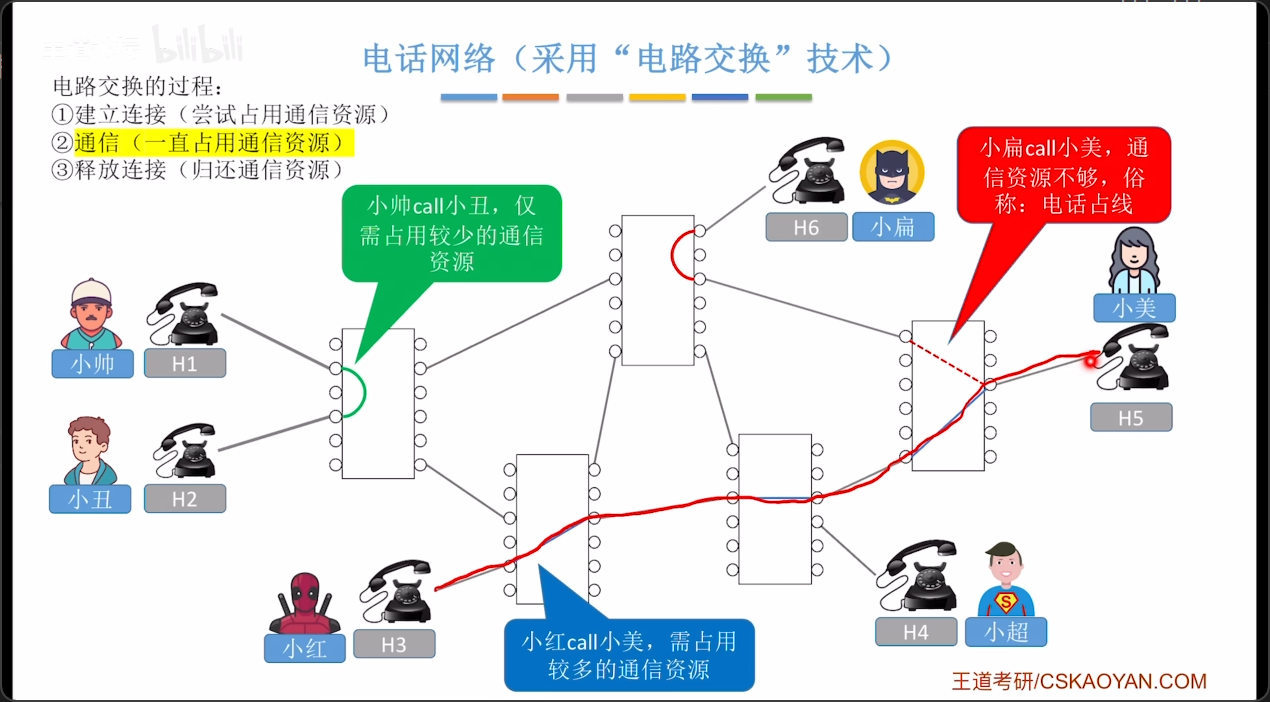 bilibili
电话网络（采用“电路交换”技术）
电路交换的过程：
①建立连接（尝试占用通信资源）
②通信（一直占用通信资源）
③释放连接（归还通信资源）
小帅call小丑，仅
需占用较少的通信
资源
小扁call小美，通
信资源不够，俗
称：电话占线
H6
小扁
小美
小帅
H1
H5
小丑
H2
小红call小美，需占用
较多的通信资源
H4
小超
小红
H3
S
王道考研/CSKAOYAN.COM